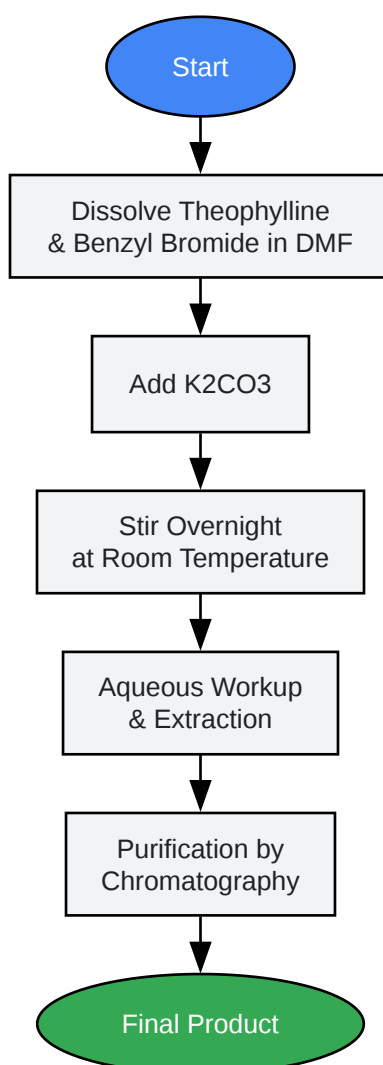 Start
Dissolve Theophylline
& Benzyl Bromide in DMF
Add K2CO3
Stir Overnight
at Room Temperature
Aqueous Workup
& Extraction
Purification by
Chromatography
Final Product